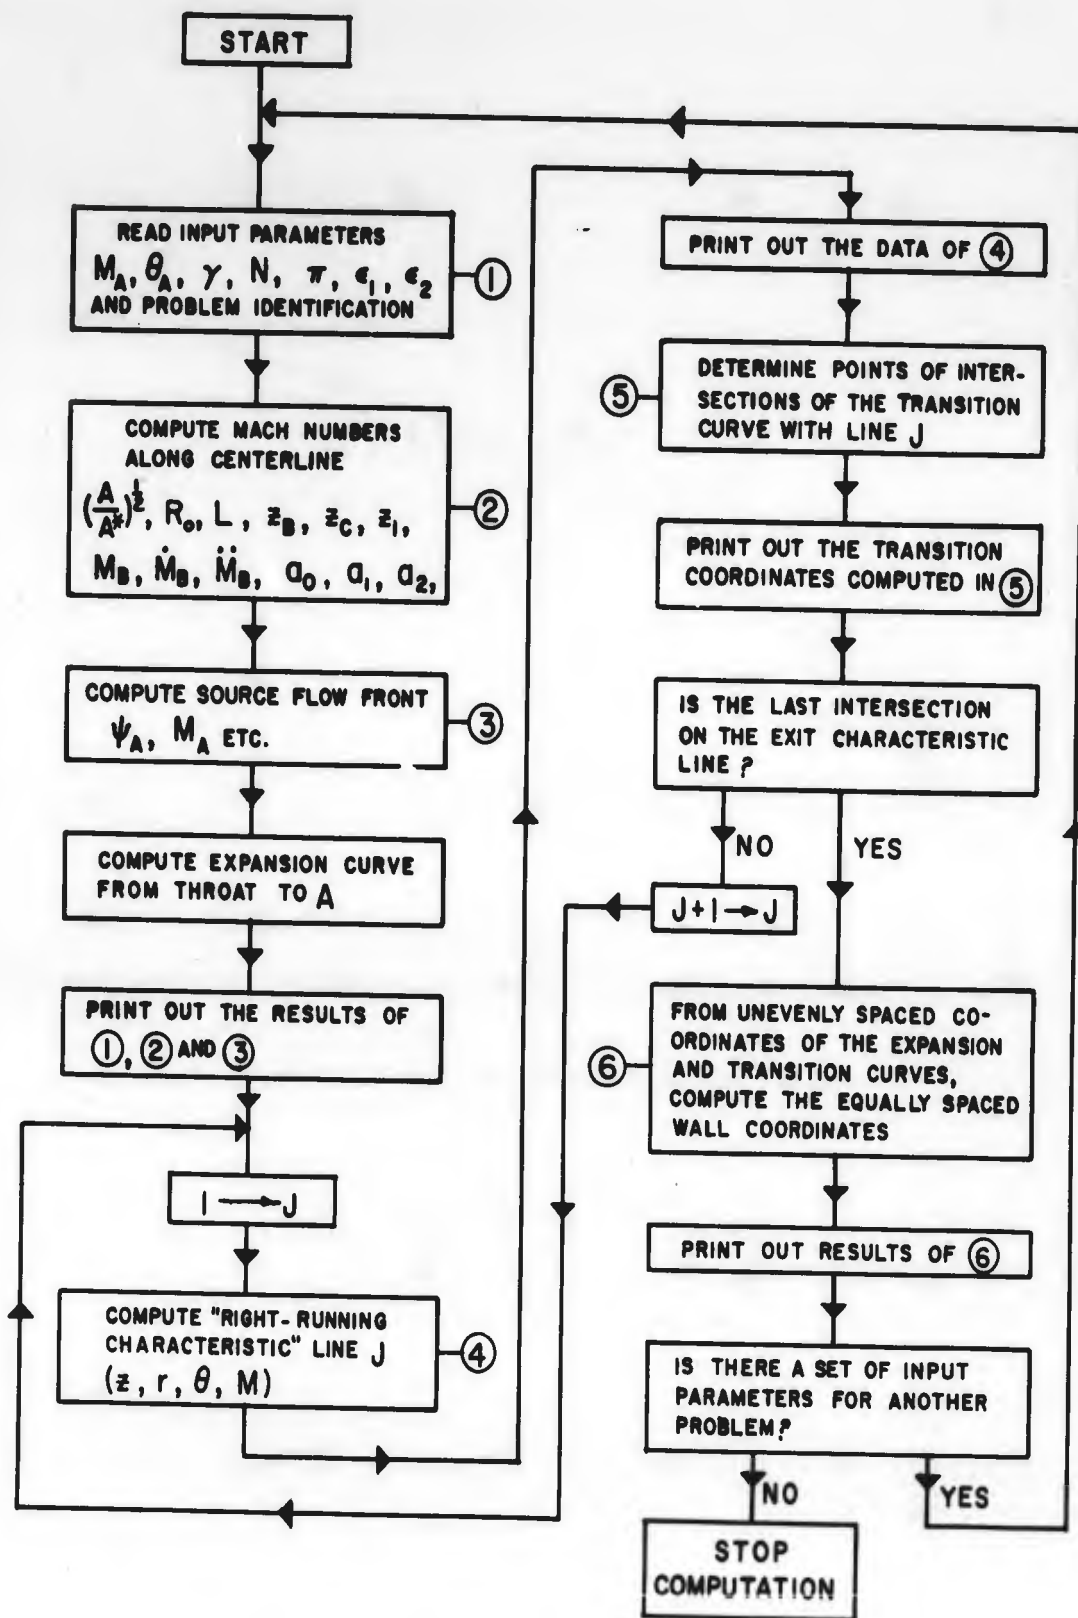 START
READ INPUT PARAMETERS
M_A, θ_A, γ, N, π, ϵ_1, ϵ_2
AND PROBLEM IDENTIFICATION
①
COMPUTE MACH NUMBERS
ALONG CENTERLINE
(A/A*)^½, R_0, L, z_B, z_C, z_1,
M_B, Ṁ_B, M̈_B, a_0, a_1, a_2,
②
COMPUTE SOURCE FLOW FRONT
ψ_A, M_A ETC.
③
COMPUTE EXPANSION CURVE
FROM THROAT TO A
PRINT OUT THE RESULTS OF
①, ② AND ③
1 → J
COMPUTE "RIGHT-RUNNING
CHARACTERISTIC" LINE J
(z, r, θ, M)
④
PRINT OUT THE DATA OF ④
DETERMINE POINTS OF INTER-
SECTIONS OF THE TRANSITION
CURVE WITH LINE J
⑤
PRINT OUT THE TRANSITION
COORDINATES COMPUTED IN ⑤
IS THE LAST INTERSECTION
ON THE EXIT CHARACTERISTIC
LINE ?
NO
YES
J+1 → J
FROM UNEVENLY SPACED CO-
ORDINATES OF THE EXPANSION
AND TRANSITION CURVES,
COMPUTE THE EQUALLY SPACED
WALL COORDINATES
⑥
PRINT OUT RESULTS OF ⑥
IS THERE A SET OF INPUT
PARAMETERS FOR ANOTHER
PROBLEM?
NO
YES
STOP
COMPUTATION